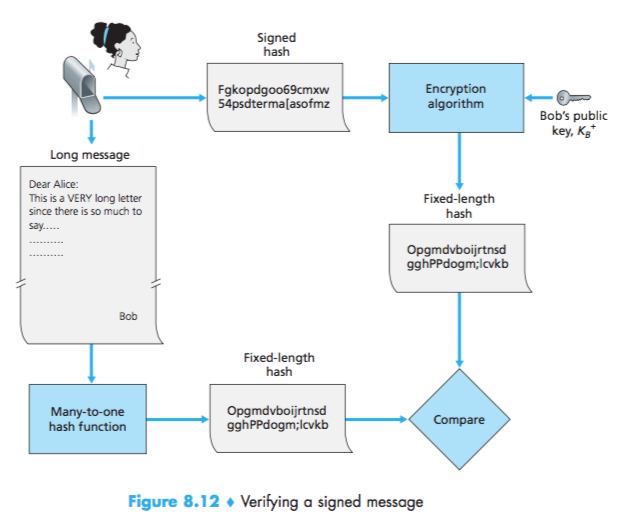 Signed
hash
Fgkopdgoo69cmxw
54psdterma[asofmz
Encryption
algorithm
Bob's public
key, K_B^+
Long message
Dear Alice:
This is a VERY long letter
since there is so much to
say.....
..........
..........
Bob
Fixed-length
hash
Opgmdvboijrtnsd
gghPPdogm;lcvkb
Many-to-one
hash function
Fixed-length
hash
Opgmdvboijrtnsd
gghPPdogm;lcvkb
Compare
Figure 8.12 ♦ Verifying a signed message